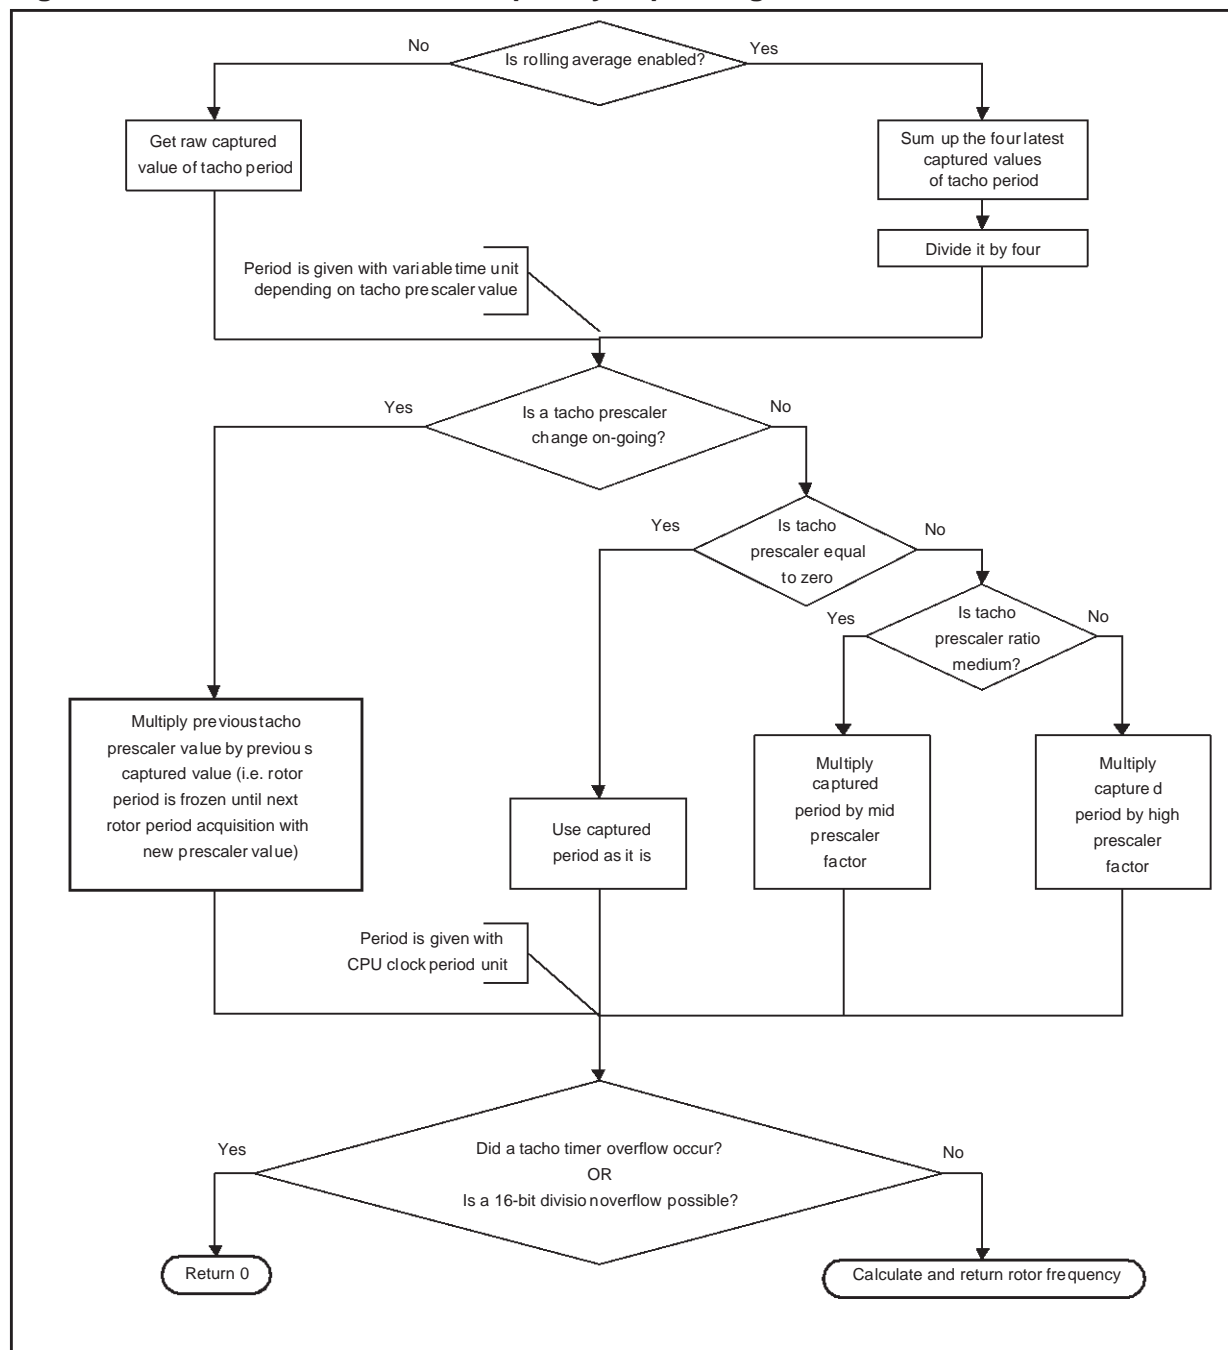 No
Is rolling average enabled?
Yes
Get raw captured
value of tacho period
Sum up the four latest
captured values
of tacho period
Divide it by four
Period is given with variable time unit
depending on tacho prescaler value
Yes
Is a tacho prescaler
change on-going?
No
Yes
Is tacho
prescaler equal
to zero
No
Yes
Is tacho
prescaler ratio
medium?
No
Multiply previous tacho
prescaler value by previous
captured value (i.e. rotor
period is frozen until next
rotor period acquisition with
new prescaler value)
Use captured
period as it is
Multiply
captured
period by mid
prescaler
factor
Multiply
captured
period by high
prescaler
factor
Period is given with
CPU clock period unit
Yes
Did a tacho timer overflow occur?
OR
Is a 16-bit division overflow possible?
No
Return 0
Calculate and return rotor frequency